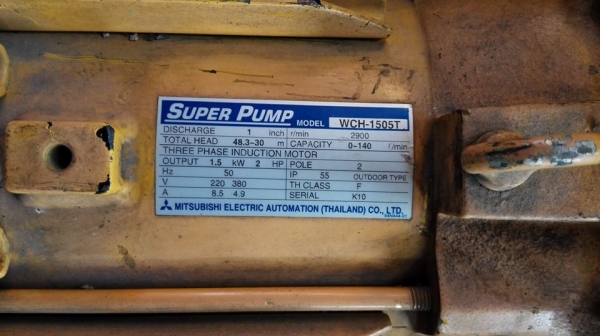 SUPER PUMP MODEL WCH-1505T
DISCHARGE 1 inch r/min 2900
TOTAL HEAD 48.3-30 m CAPACITY 0-140 ℓ/min
THREE PHASE INDUCTION MOTOR
OUTPUT 1.5 kW 2 HP POLE 2
Hz 50 IP 55 OUTDOOR TYPE
V 220 380 TH CLASS F
A 8.5 4.9 SERIAL K10
MITSUBISHI ELECTRIC AUTOMATION (THAILAND) CO., LTD.